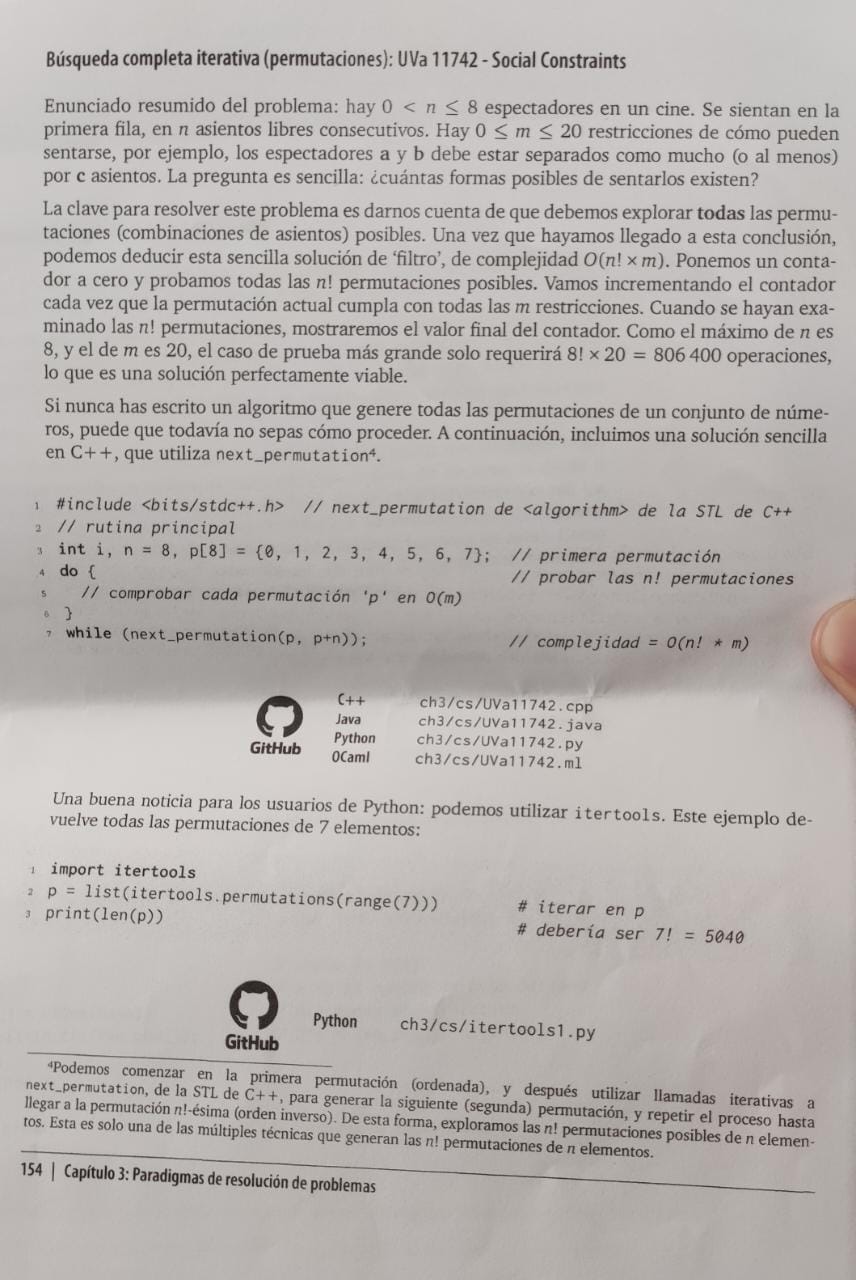 Búsqueda completa iterativa (permutaciones): UVa 11742 - Social Constraints
Enunciado resumido del problema: hay 0 < n ≤ 8 espectadores en un cine. Se sientan en la
primera fila, en n asientos libres consecutivos. Hay 0 ≤ m ≤ 20 restricciones de cómo pueden
sentarse, por ejemplo, los espectadores a y b debe estar separados como mucho (o al menos)
por c asientos. La pregunta es sencilla: ¿cuántas formas posibles de sentarlos existen?
La clave para resolver este problema es darnos cuenta de que debemos explorar todas las permu-
taciones (combinaciones de asientos) posibles. Una vez que hayamos llegado a esta conclusión,
podemos deducir esta sencilla solución de ‘filtro’, de complejidad O(n! × m). Ponemos un conta-
dor a cero y probamos todas las n! permutaciones posibles. Vamos incrementando el contador
cada vez que la permutación actual cumpla con todas las m restricciones. Cuando se hayan exa-
minado las n! permutaciones, mostraremos el valor final del contador. Como el máximo de n es
8, y el de m es 20, el caso de prueba más grande solo requerirá 8! × 20 = 806 400 operaciones,
lo que es una solución perfectamente viable.
Si nunca has escrito un algoritmo que genere todas las permutaciones de un conjunto de núme-
ros, puede que todavía no sepas cómo proceder. A continuación, incluimos una solución sencilla
en C++, que utiliza next_permutation⁴.
1 #include <bits/stdc++.h> // next_permutation de <algorithm> de la STL de C++
2 // rutina principal
3 int i, n = 8, p[8] = {0, 1, 2, 3, 4, 5, 6, 7}; // primera permutación
4 do { // probar las n! permutaciones
5 // comprobar cada permutación 'p' en O(m)
6 }
7 while (next_permutation(p, p+n)); // complejidad = O(n! * m)
GitHub
C++ ch3/cs/UVa11742.cpp
Java ch3/cs/UVa11742.java
Python ch3/cs/UVa11742.py
OCaml ch3/cs/UVa11742.ml
Una buena noticia para los usuarios de Python: podemos utilizar itertools. Este ejemplo de-
vuelve todas las permutaciones de 7 elementos:
1 import itertools
2 p = list(itertools.permutations(range(7))) # iterar en p
3 print(len(p)) # debería ser 7! = 5040
GitHub
Python ch3/cs/itertools1.py
⁴Podemos comenzar en la primera permutación (ordenada), y después utilizar llamadas iterativas a
next_permutation, de la STL de C++, para generar la siguiente (segunda) permutación, y repetir el proceso hasta
llegar a la permutación n!-ésima (orden inverso). De esta forma, exploramos las n! permutaciones posibles de n elemen-
tos. Esta es solo una de las múltiples técnicas que generan las n! permutaciones de n elementos.
154 | Capítulo 3: Paradigmas de resolución de problemas